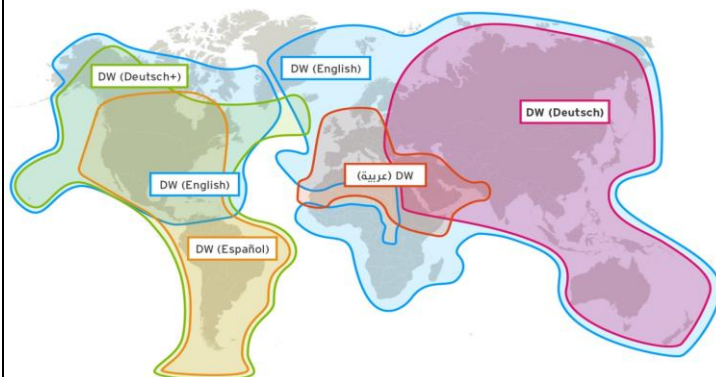 DW (Deutsch+)
DW (English)
DW (Deutsch)
DW (عربية)
DW (English)
DW (Español)